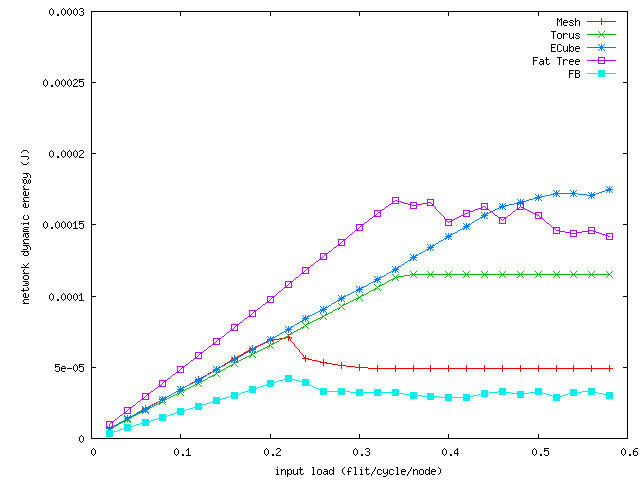 0.0003
Mesh
Torus
ECube
Fat Tree
FB
0.00025
0.0002
0.00015
0.0001
5e-05
0
network dynamic energy (J)
0 0.1 0.2 0.3 0.4 0.5 0.6
input load (flit/cycle/node)